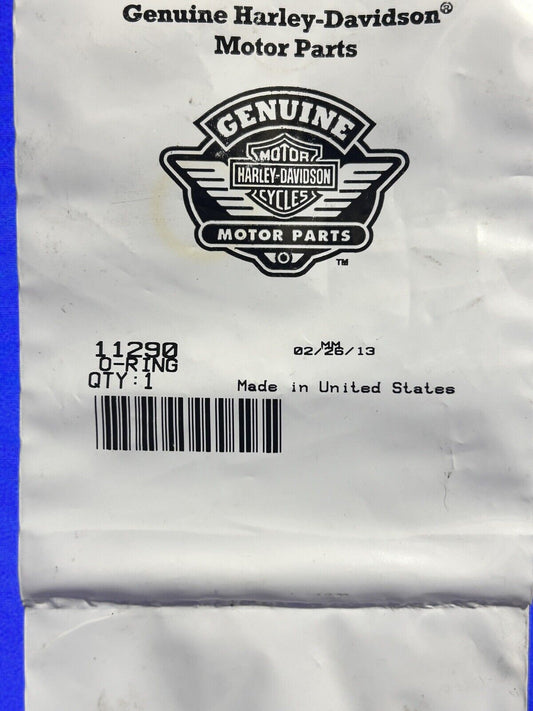 Genuine Harley-Davidson®
Motor Parts
GENUINE
MOTOR
HARLEY-DAVIDSON
CYCLES
MOTOR PARTS
TM
11290
MM
02/26/13
O-RING
QTY:1
Made in United States